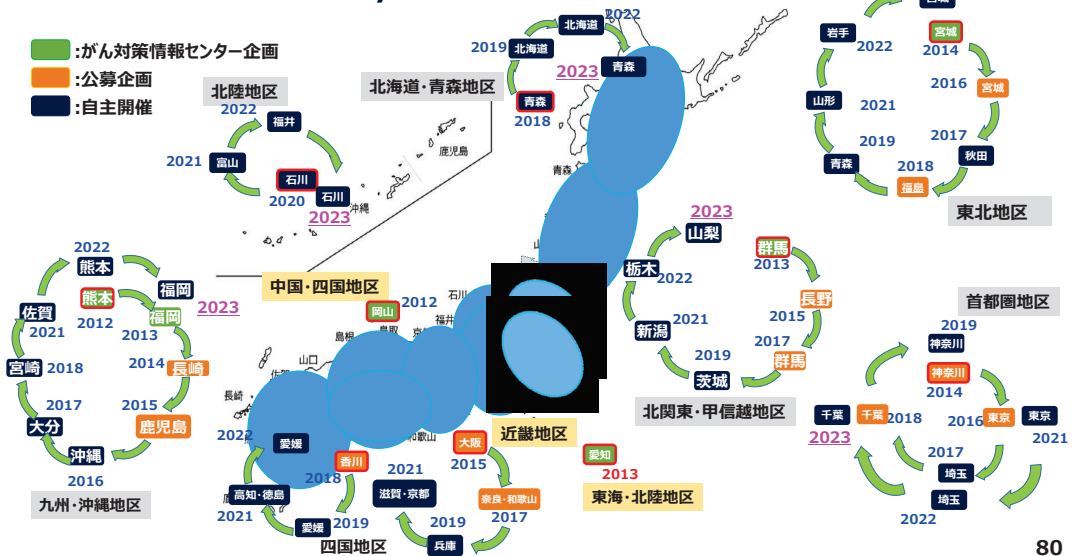 :がん対策情報センター企画
:公募企画
:自主開催
北陸地区
2022
福井
2021
富山
石川
2020
石川
2023
鹿児島
沖縄
北海道・青森地区
2022
北海道
2019
北海道
2023
青森
青森
2018
青森
宮城
2014
岩手
2022
2016
宮城
山形
2021
2017
秋田
2019
青森
2018
福島
東北地区
2023
山梨
群馬
2013
栃木
2022
長野
2015
新潟
2021
2017
群馬
2019
茨城
北関東・甲信越地区
首都圏地区
2019
神奈川
神奈川
2014
千葉
2023
千葉
2018
2016
東京
東京
2021
2017
埼玉
埼玉
2022
2022
熊本
熊本
2012
福岡
2023
福岡
2013
佐賀
2021
宮崎
2018
2014
長崎
2017
大分
2015
鹿児島
沖縄
2016
九州・沖縄地区
中国・四国地区
2012
岡山
石川
福井
鳥取
島根
山口
長崎
和歌山
近畿地区
大阪
2015
2022
愛媛
香川
2018
高知・徳島
2021
愛媛
2019
四国地区
2021
滋賀・京都
奈良・和歌山
2017
2019
兵庫
愛知
2013
東海・北陸地区
80